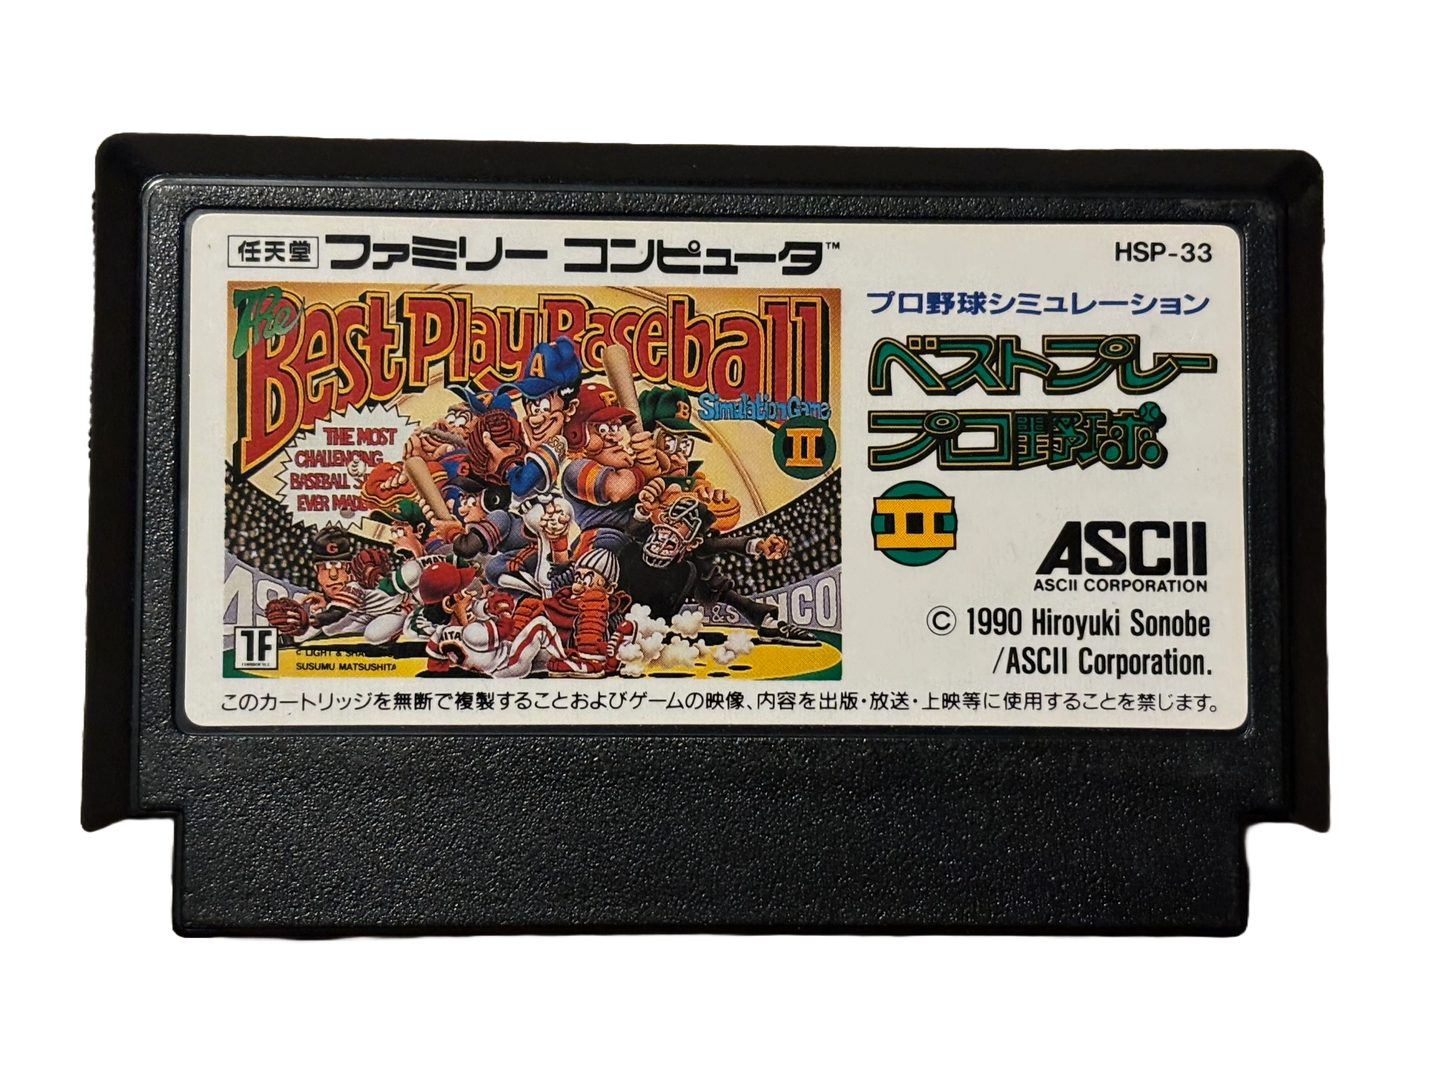 任天堂 ファミリー コンピュータ™
HSP-33
The
Best Play Baseball
Simulation Game
II
THE MOST
CHALLENGING
BASEBALL
EVER MADE
プロ野球シミュレーション
ベストプレー
プロ野球
II
ASCII
ASCII CORPORATION
© 1990 Hiroyuki Sonobe
/ASCII Corporation.
1F
C LIGHT &
SUSUMU MATSUSHITA
このカートリッジを無断で複製することおよびゲームの映像、内容を出版・放送・上映等に使用することを禁じます。